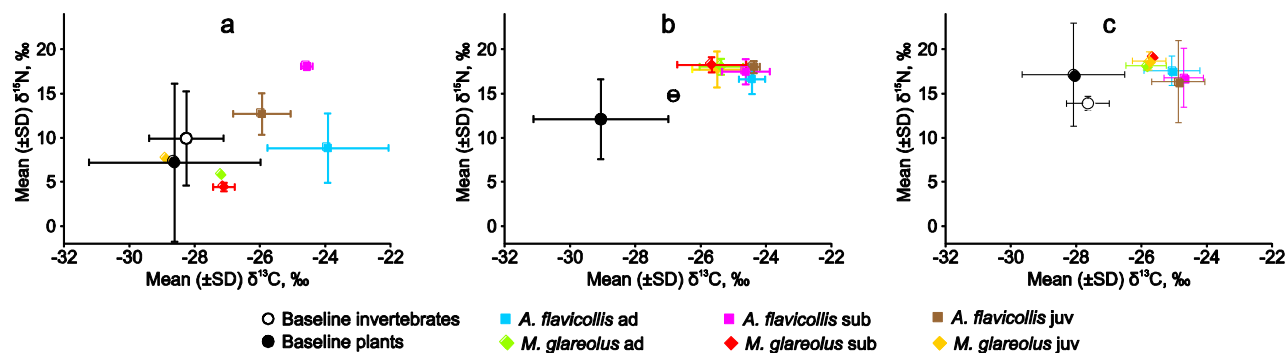 a
b
c
Mean (±SD) δ¹⁵N, ‰
20
15
10
5
0
-32 -30 -28 -26 -24 -22
Mean (±SD) δ¹³C, ‰
Mean (±SD) δ¹⁵N, ‰
20
15
10
5
0
-32 -30 -28 -26 -24 -22
Mean (±SD) δ¹³C, ‰
Mean (±SD) δ¹⁵N, ‰
20
15
10
5
0
-32 -30 -28 -26 -24 -22
Mean (±SD) δ¹³C, ‰
Baseline invertebrates A. flavicollis ad A. flavicollis sub A. flavicollis juv
Baseline plants M. glareolus ad M. glareolus sub M. glareolus juv